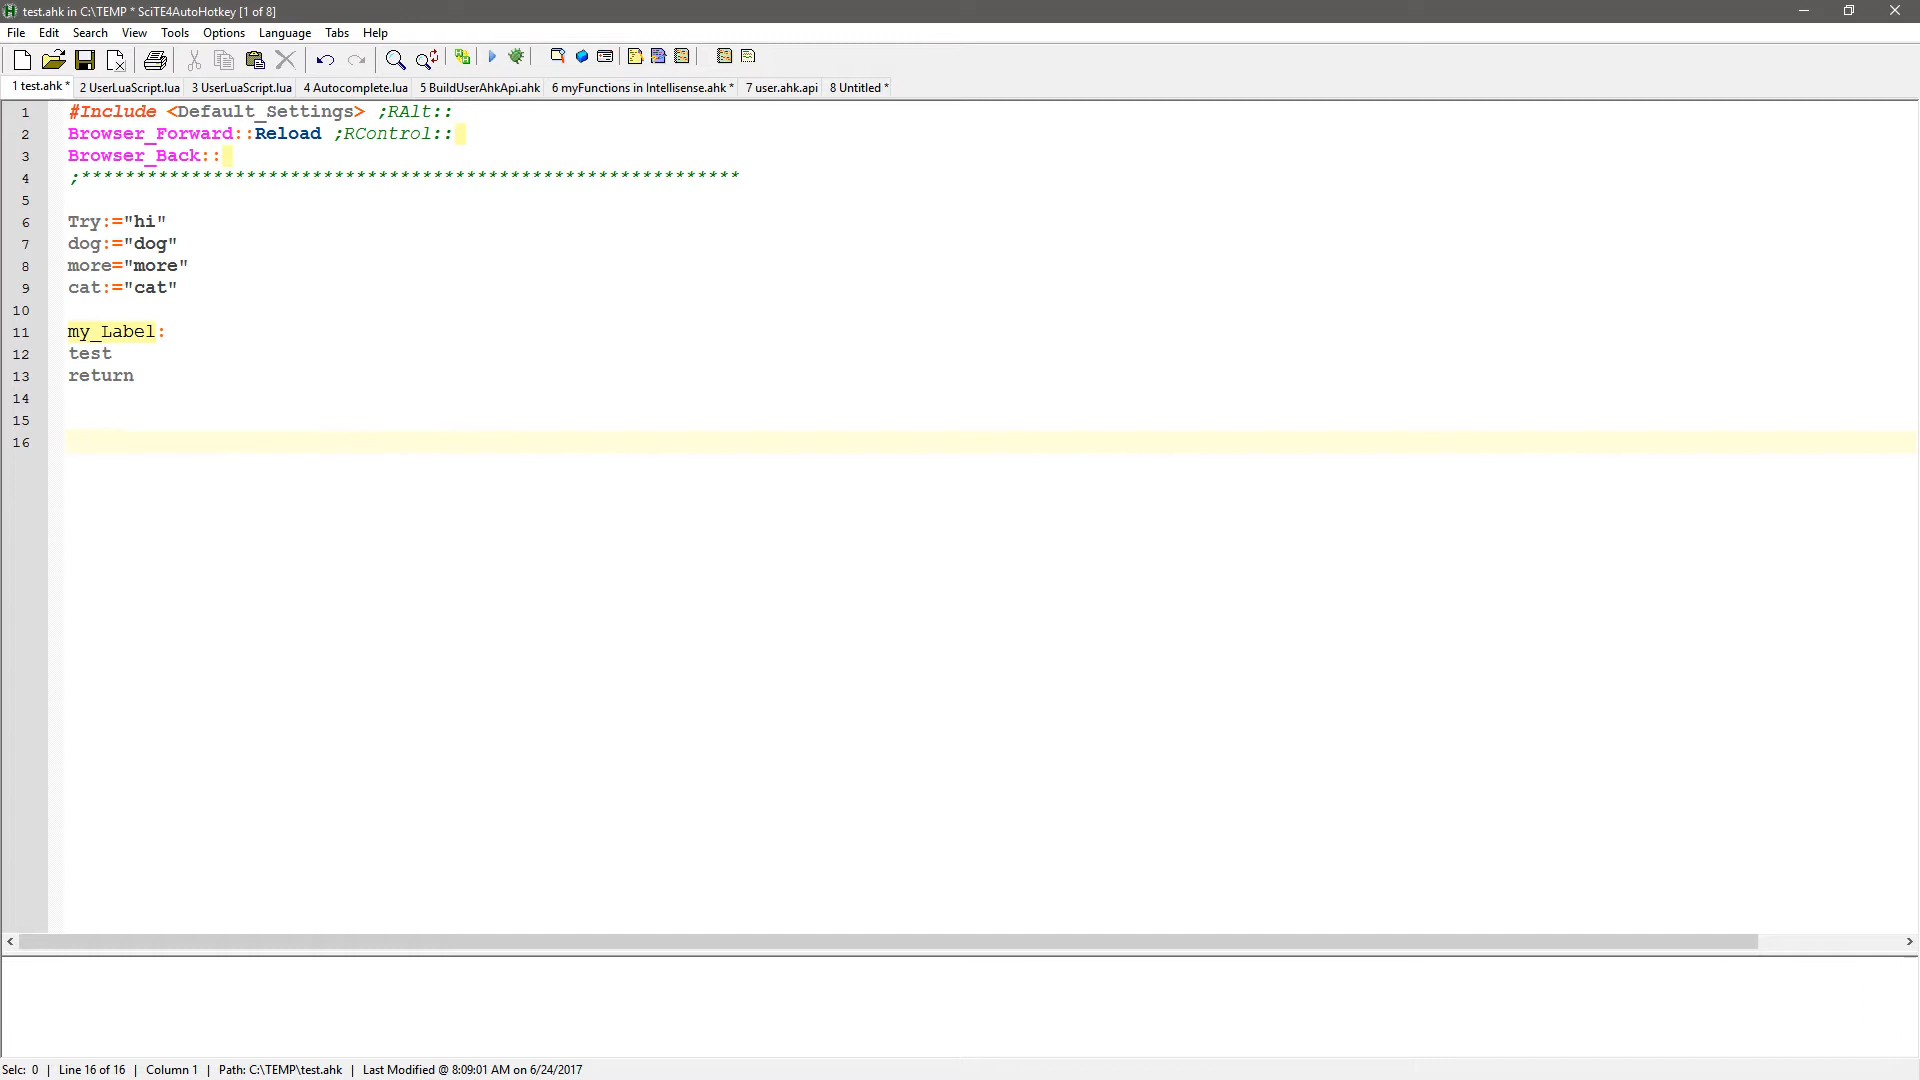 test.ahk in C:\TEMP * SciTE4AutoHotkey [1 of 8]
File Edit Search View Tools Options Language Tabs Help
1 test.ahk * 2 UserLuaScript.lua 3 UserLuaScript.lua 4 Autocomplete.lua 5 BuildUserAhkApi.ahk 6 myFunctions in Intellisense.ahk * 7 user.ahk.api 8 Untitled *
1 #Include <Default_Settings> ;RAlt::
2 Browser_Forward::Reload ;RControl::
3 Browser_Back::
4 ;************************************************************
5
6 Try:="hi"
7 dog:="dog"
8 more="more"
9 cat:="cat"
10
11 my_Label:
12 test
13 return
14
15
16
Selc: 0 | Line 16 of 16 | Column 1 | Path: C:\TEMP\test.ahk | Last Modified @ 8:09:01 AM on 6/24/2017